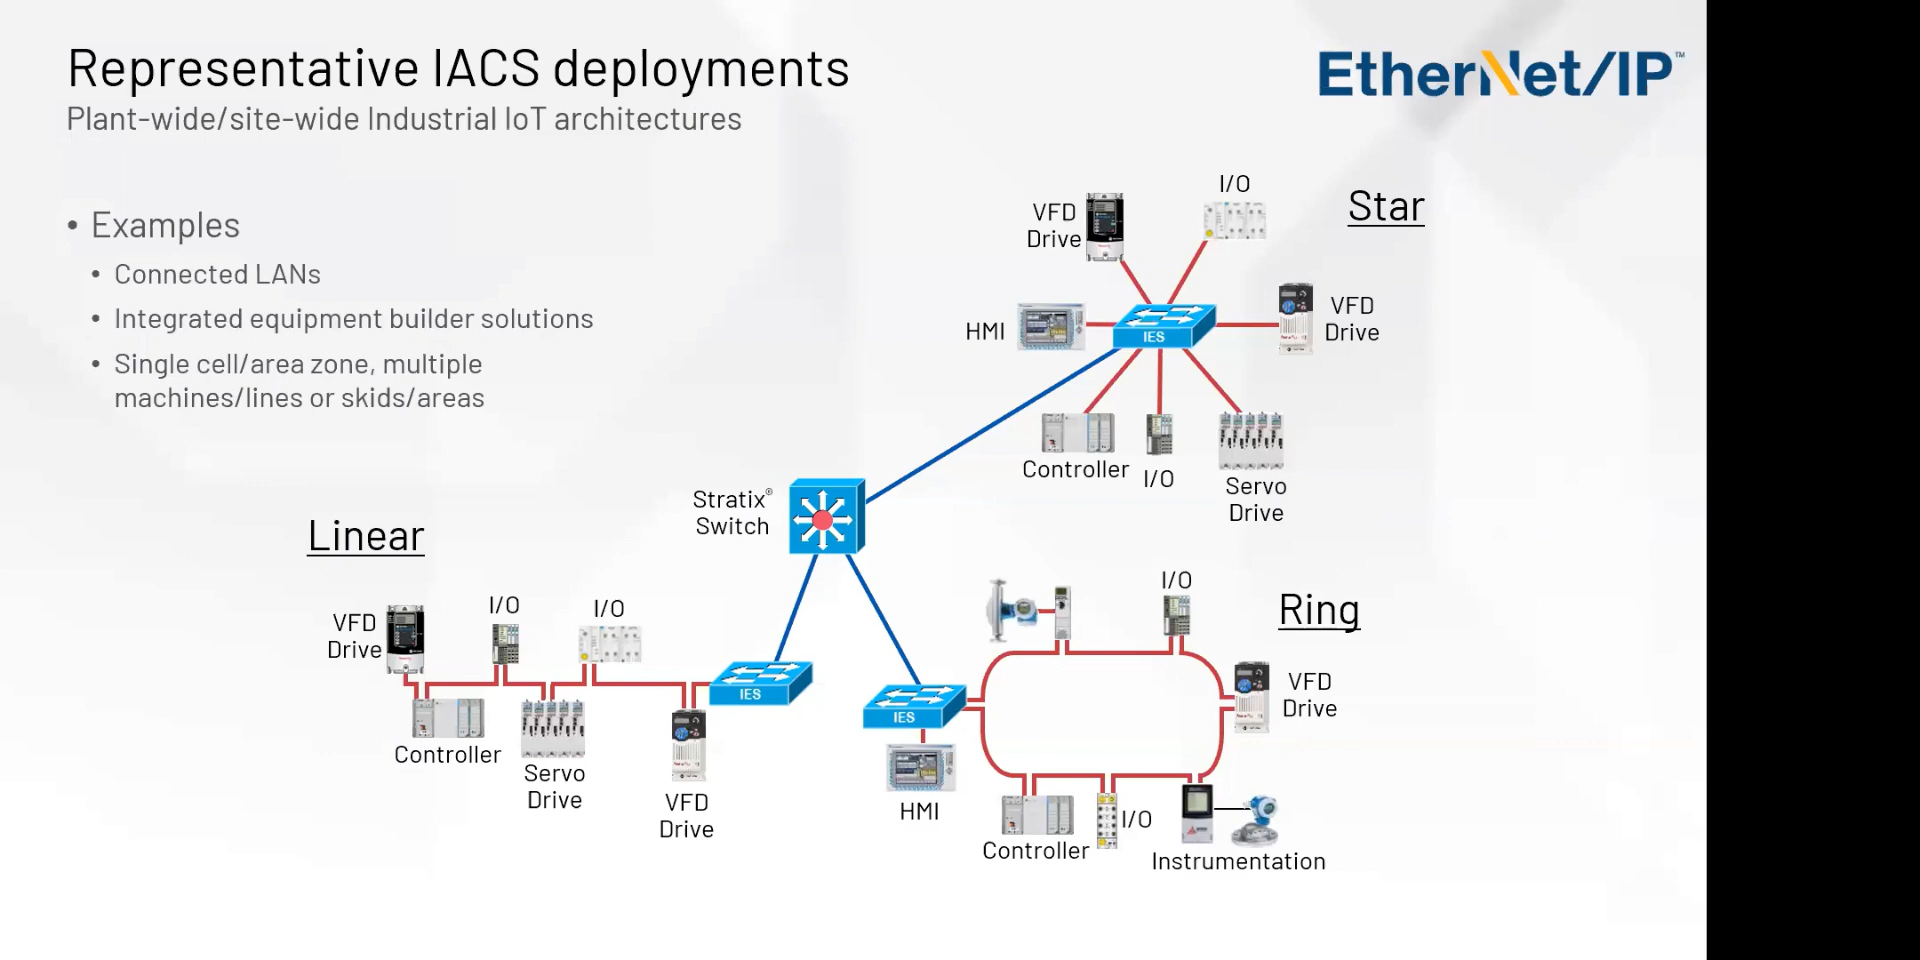 Representative IACS deployments
Plant-wide/site-wide Industrial IoT architectures
EtherNet/IP™
• Examples
• Connected LANs
• Integrated equipment builder solutions
• Single cell/area zone, multiple
machines/lines or skids/areas
Star
I/O
VFD
Drive
HMI
IES
VFD
Drive
Controller
I/O
Servo
Drive
Stratix®
Switch
Linear
VFD
Drive
I/O
I/O
IES
Controller
Servo
Drive
VFD
Drive
Ring
I/O
VFD
Drive
IES
HMI
Controller
I/O
Instrumentation